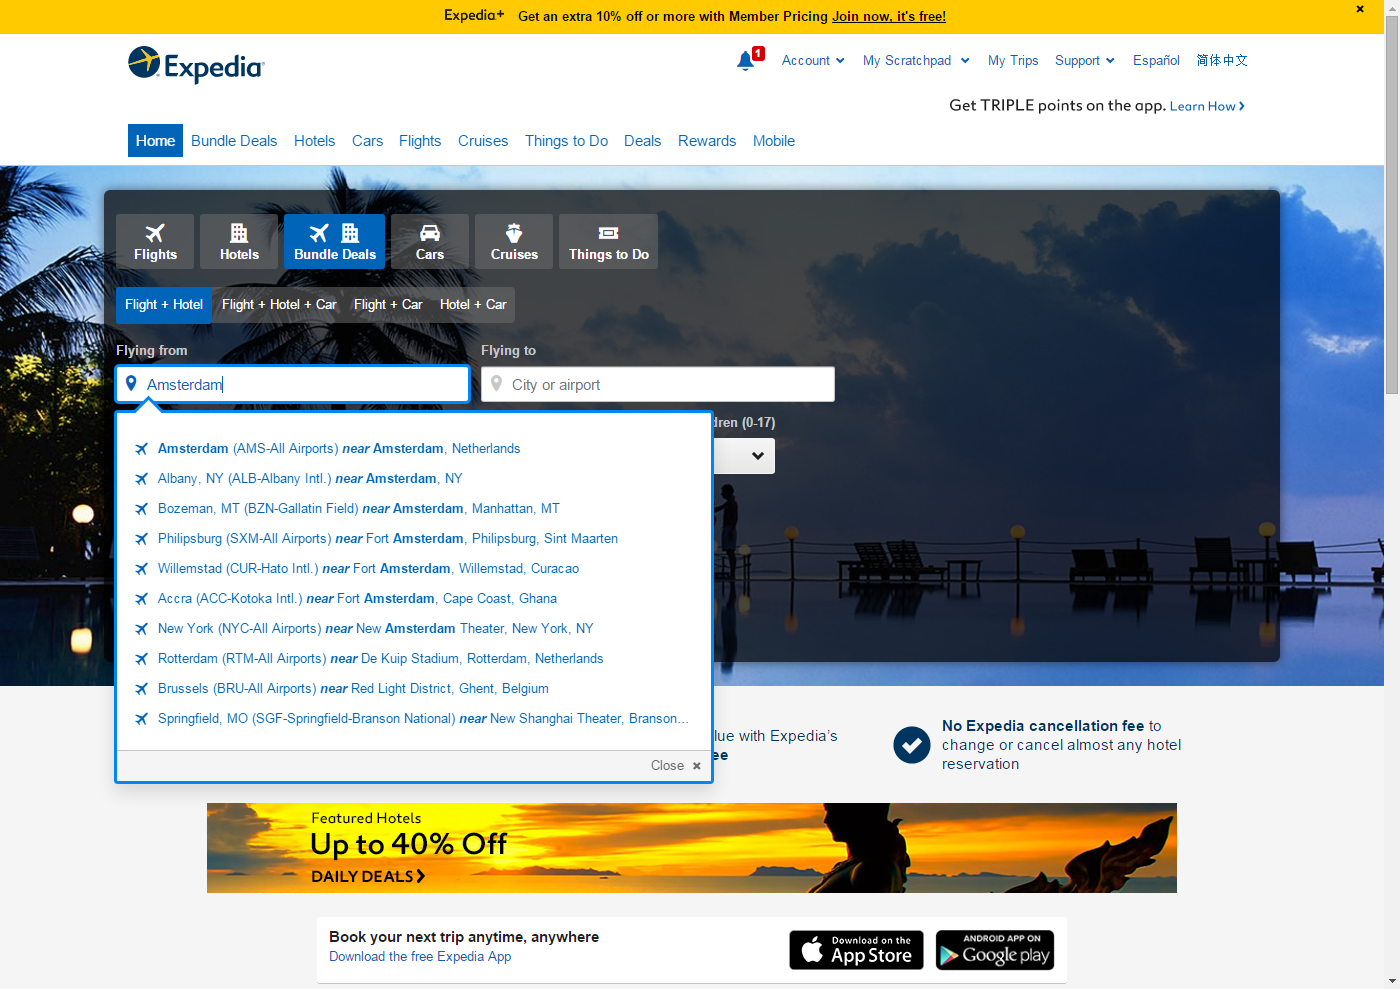 Expedia+ Get an extra 10% off or more with Member Pricing Join now, it's free!
Expedia
1 Account My Scratchpad My Trips Support Español 简体中文
Get TRIPLE points on the app. Learn How
Home Bundle Deals Hotels Cars Flights Cruises Things to Do Deals Rewards Mobile
Flights Hotels Bundle Deals Cars Cruises Things to Do
Flight + Hotel Flight + Hotel + Car Flight + Car Hotel + Car
Flying from Flying to
Amsterdam City or airport
dren (0-17)
Amsterdam (AMS-All Airports) near Amsterdam, Netherlands
Albany, NY (ALB-Albany Intl.) near Amsterdam, NY
Bozeman, MT (BZN-Gallatin Field) near Amsterdam, Manhattan, MT
Philipsburg (SXM-All Airports) near Fort Amsterdam, Philipsburg, Sint Maarten
Willemstad (CUR-Hato Intl.) near Fort Amsterdam, Willemstad, Curacao
Accra (ACC-Kotoka Intl.) near Fort Amsterdam, Cape Coast, Ghana
New York (NYC-All Airports) near New Amsterdam Theater, New York, NY
Rotterdam (RTM-All Airports) near De Kuip Stadium, Rotterdam, Netherlands
Brussels (BRU-All Airports) near Red Light District, Ghent, Belgium
Springfield, MO (SGF-Springfield-Branson National) near New Shanghai Theater, Branson...
Close
lue with Expedia's
ee
No Expedia cancellation fee to
change or cancel almost any hotel
reservation
Featured Hotels
Up to 40% Off
DAILY DEALS
Book your next trip anytime, anywhere
Download the free Expedia App
Download on the
App Store
ANDROID APP ON
Google play